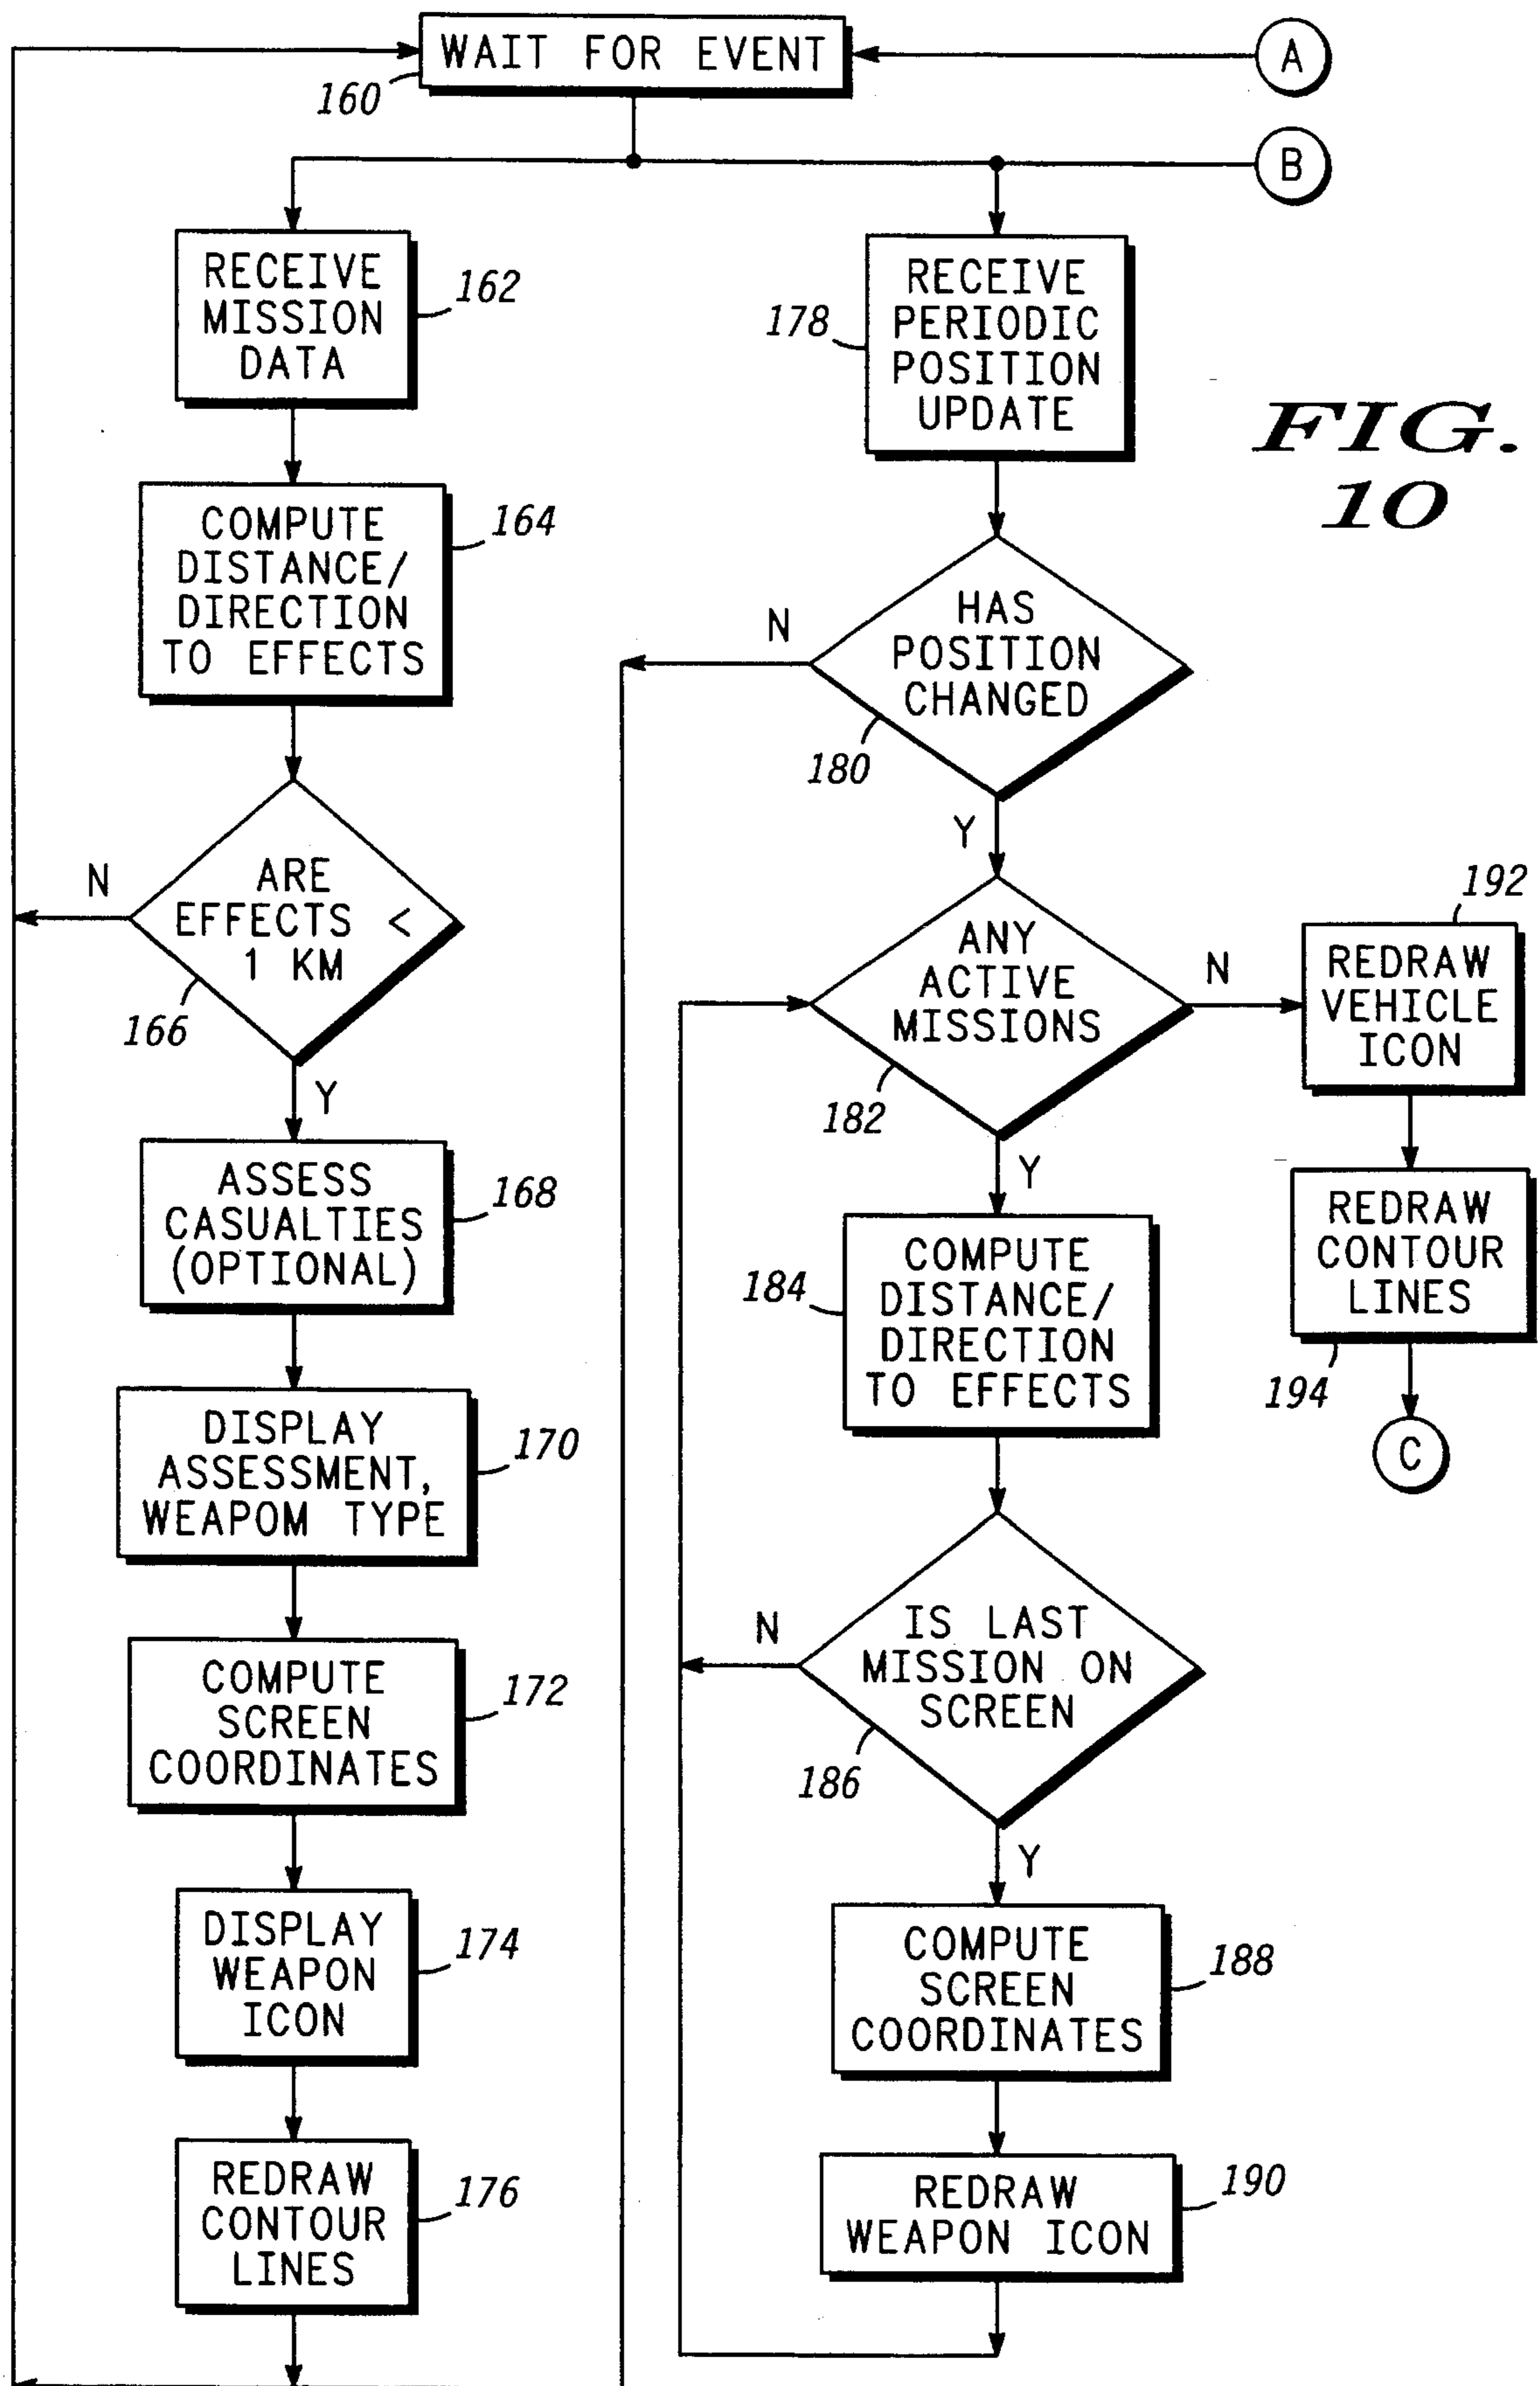 WAIT FOR EVENT
160
A
B
RECEIVE
MISSION
DATA
162
COMPUTE
DISTANCE/
DIRECTION
TO EFFECTS
164
ARE
EFFECTS <
1 KM
166
N
Y
ASSESS
CASUALTIES
(OPTIONAL)
168
DISPLAY
ASSESSMENT,
WEAPOM TYPE
170
COMPUTE
SCREEN
COORDINATES
172
DISPLAY
WEAPON
ICON
174
REDRAW
CONTOUR
LINES
176
RECEIVE
PERIODIC
POSITION
UPDATE
178
FIG.
10
HAS
POSITION
CHANGED
180
N
Y
ANY
ACTIVE
MISSIONS
182
N
Y
REDRAW
VEHICLE
ICON
192
REDRAW
CONTOUR
LINES
194
C
COMPUTE
DISTANCE/
DIRECTION
TO EFFECTS
184
IS LAST
MISSION ON
SCREEN
186
N
Y
COMPUTE
SCREEN
COORDINATES
188
REDRAW
WEAPON ICON
190